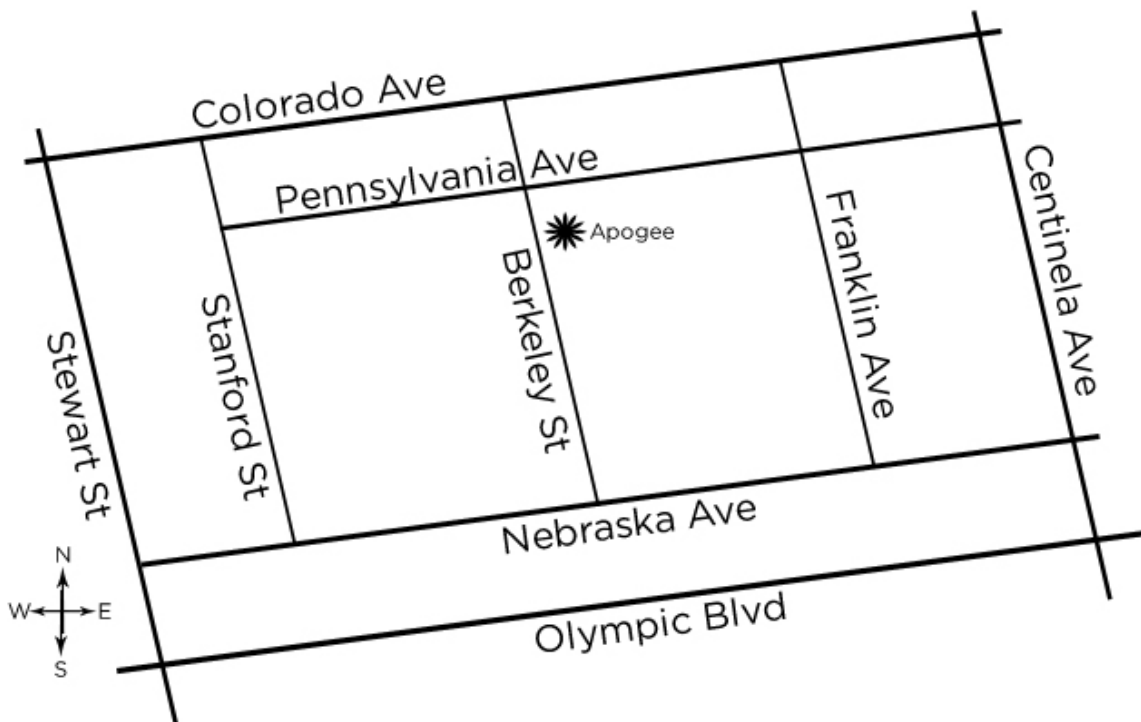 Colorado Ave
Pennsylvania Ave
Apogee
Centinela Ave
Franklin Ave
Berkeley St
Stanford St
Stewart St
Nebraska Ave
N
W E
S
Olympic Blvd